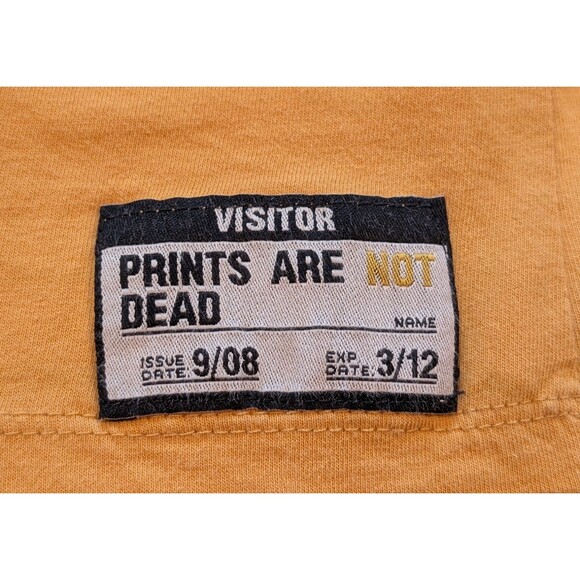 VISITOR
PRINTS ARE NOT
DEAD
NAME
ISSUE DATE: 9/08 EXP DATE: 3/12